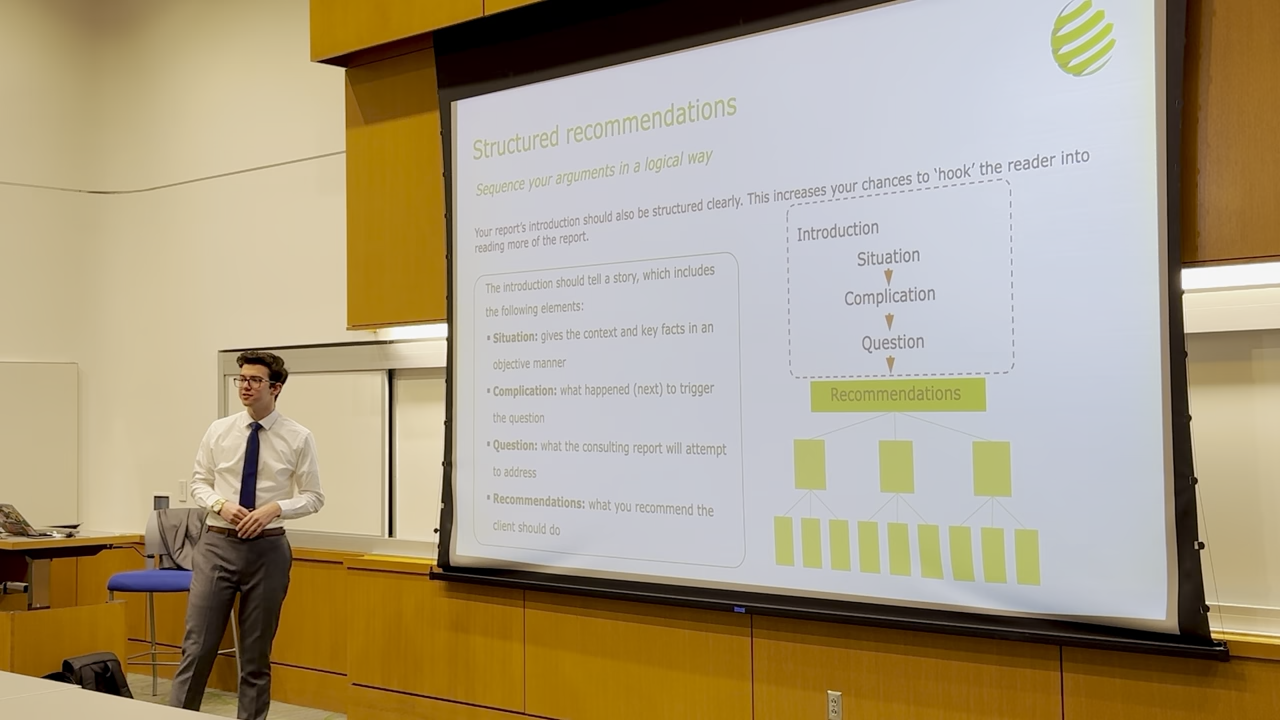 Structured recommendations
Sequence your arguments in a logical way
Your report's introduction should also be structured clearly. This increases your chances to ‘hook’ the reader into
reading more of the report.
The introduction should tell a story, which includes
the following elements:
▪ Situation: gives the context and key facts in an
objective manner
▪ Complication: what happened (next) to trigger
the question
▪ Question: what the consulting report will attempt
to address
▪ Recommendations: what you recommend the
client should do
Introduction
Situation
Complication
Question
Recommendations